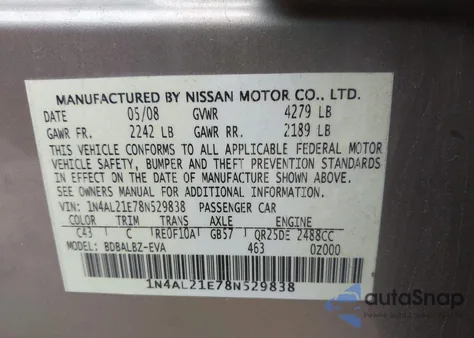 MANUFACTURED BY NISSAN MOTOR CO., LTD.
DATE 05/08 GVWR 4279 LB
GAWR FR. 2242 LB GAWR RR. 2189 LB
THIS VEHICLE CONFORMS TO ALL APPLICABLE FEDERAL MOTOR
VEHICLE SAFETY, BUMPER AND THEFT PREVENTION STANDARDS
IN EFFECT ON THE DATE OF MANUFACTURE SHOWN ABOVE.
SEE OWNERS MANUAL FOR ADDITIONAL INFORMATION.
VIN: 1N4AL21E78N529838 PASSENGER CAR
COLOR TRIM TRANS AXLE ENGINE
C43 C RE0F10A GB57 QR25DE 2488CC
MODEL: BDBALBZ-EVA 463 0Z000
1N4AL21E78N529838
autoSnap